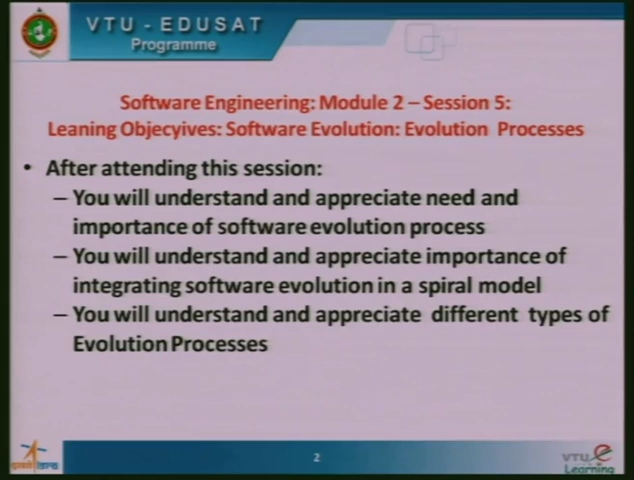 VTU - EDUSAT
Programme
Software Engineering: Module 2 – Session 5:
Leaning Objecyives: Software Evolution: Evolution Processes
• After attending this session:
– You will understand and appreciate need and
importance of software evolution process
– You will understand and appreciate importance of
integrating software evolution in a spiral model
– You will understand and appreciate different types of
Evolution Processes
2
VTU e
Learning